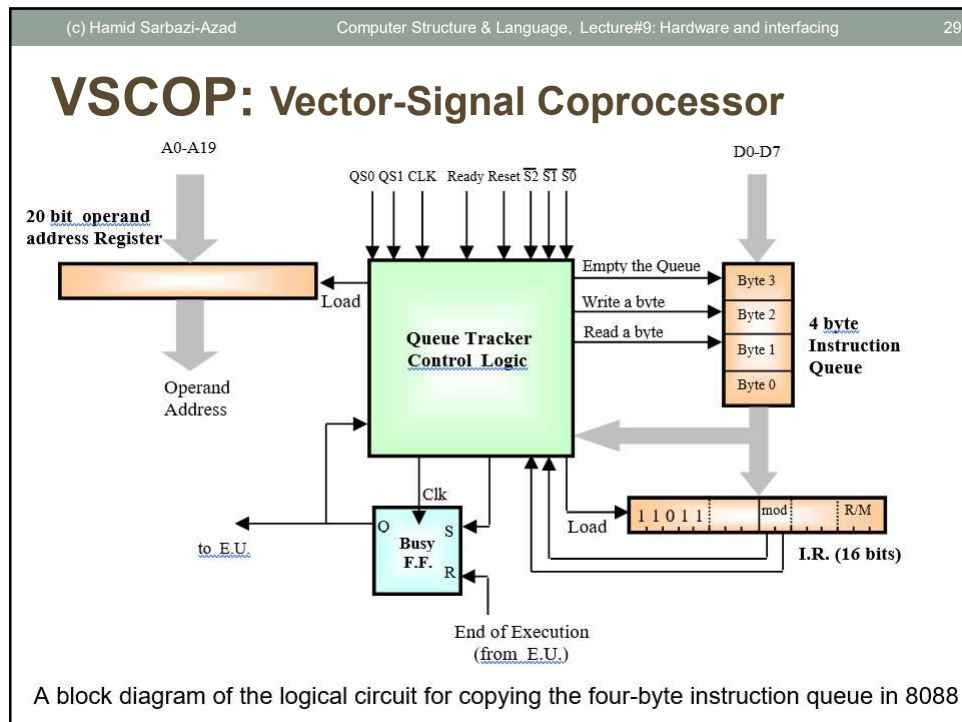 (c) Hamid Sarbazi-Azad Computer Structure & Language, Lecture#9: Hardware and interfacing 29
VSCOP: Vector-Signal Coprocessor
A0-A19
D0-D7
QS0 QS1 CLK Ready Reset S2 S1 S0
20 bit operand
address Register
Load
Operand
Address
Queue Tracker
Control Logic
Empty the Queue
Write a byte
Read a byte
Byte 3
Byte 2
Byte 1
Byte 0
4 byte
Instruction
Queue
Clk
Load
1 1 0 1 1 mod R/M
I.R. (16 bits)
to E.U.
Q
S
Busy
F.F.
R
End of Execution
(from E.U.)
A block diagram of the logical circuit for copying the four-byte instruction queue in 8088